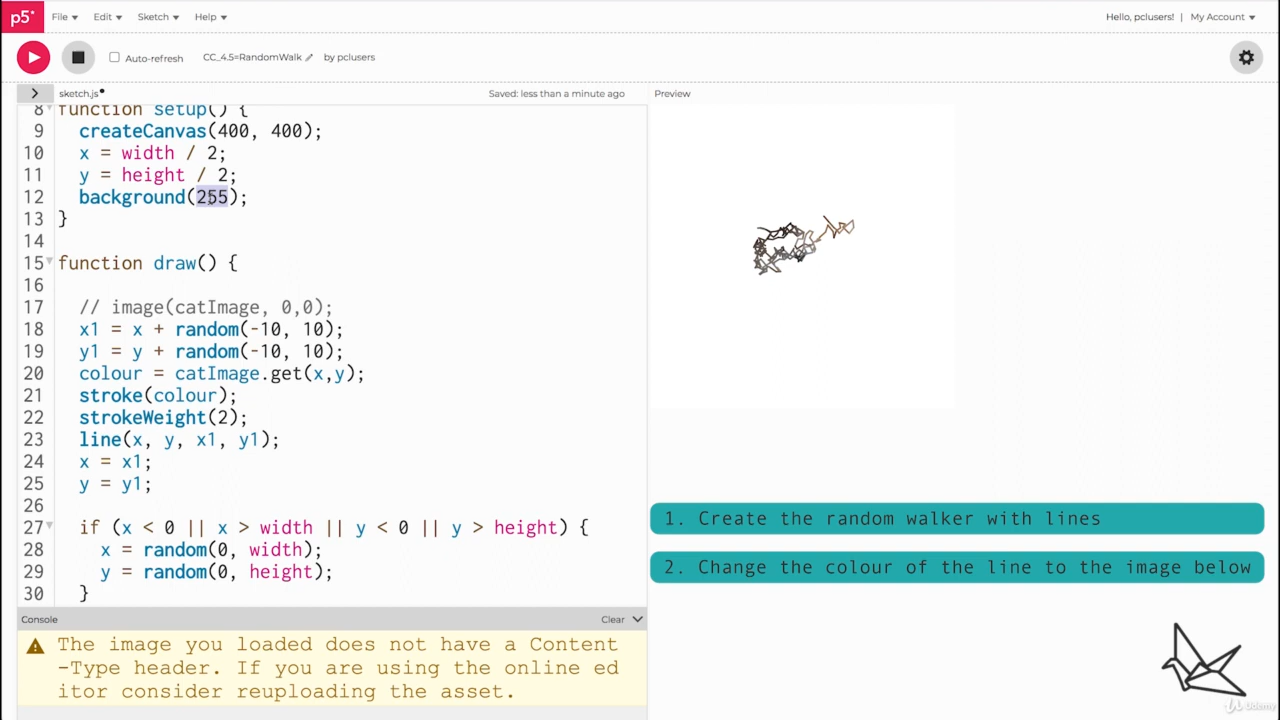 p5* File Edit Sketch Help Hello, pclusers! My Account
Auto-refresh CC_4.5=RandomWalk by pclusers
> sketch.js Saved: less than a minute ago Preview
8 function setup() {
9 createCanvas(400, 400);
10 x = width / 2;
11 y = height / 2;
12 background(255);
13 }
14
15 function draw() {
16
17 // image(catImage, 0,0);
18 x1 = x + random(-10, 10);
19 y1 = y + random(-10, 10);
20 colour = catImage.get(x,y);
21 stroke(colour);
22 strokeWeight(2);
23 line(x, y, x1, y1);
24 x = x1;
25 y = y1;
26
27 if (x < 0 || x > width || y < 0 || y > height) {
28 x = random(0, width);
29 y = random(0, height);
30 }
1. Create the random walker with lines
2. Change the colour of the line to the image below
Console Clear
The image you loaded does not have a Content
-Type header. If you are using the online ed
itor consider reuploading the asset.
Udemy